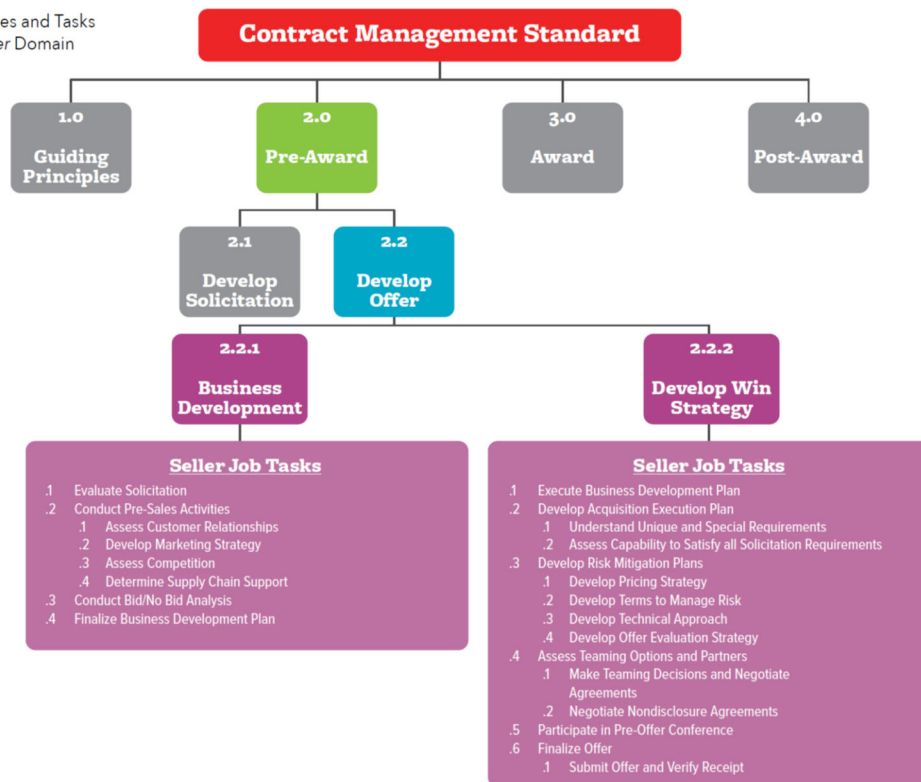 es and Tasks
er Domain
Contract Management Standard
1.0
Guiding
Principles
2.0
Pre-Award
3.0
Award
4.0
Post-Award
2.1
Develop
Solicitation
2.2
Develop
Offer
2.2.1
Business
Development
2.2.2
Develop Win
Strategy
Seller Job Tasks
.1 Evaluate Solicitation
.2 Conduct Pre-Sales Activities
.1 Assess Customer Relationships
.2 Develop Marketing Strategy
.3 Assess Competition
.4 Determine Supply Chain Support
.3 Conduct Bid/No Bid Analysis
.4 Finalize Business Development Plan
Seller Job Tasks
.1 Execute Business Development Plan
.2 Develop Acquisition Execution Plan
.1 Understand Unique and Special Requirements
.2 Assess Capability to Satisfy all Solicitation Requirements
.3 Develop Risk Mitigation Plans
.1 Develop Pricing Strategy
.2 Develop Terms to Manage Risk
.3 Develop Technical Approach
.4 Develop Offer Evaluation Strategy
.4 Assess Teaming Options and Partners
.1 Make Teaming Decisions and Negotiate
Agreements
.2 Negotiate Nondisclosure Agreements
.5 Participate in Pre-Offer Conference
.6 Finalize Offer
.1 Submit Offer and Verify Receipt